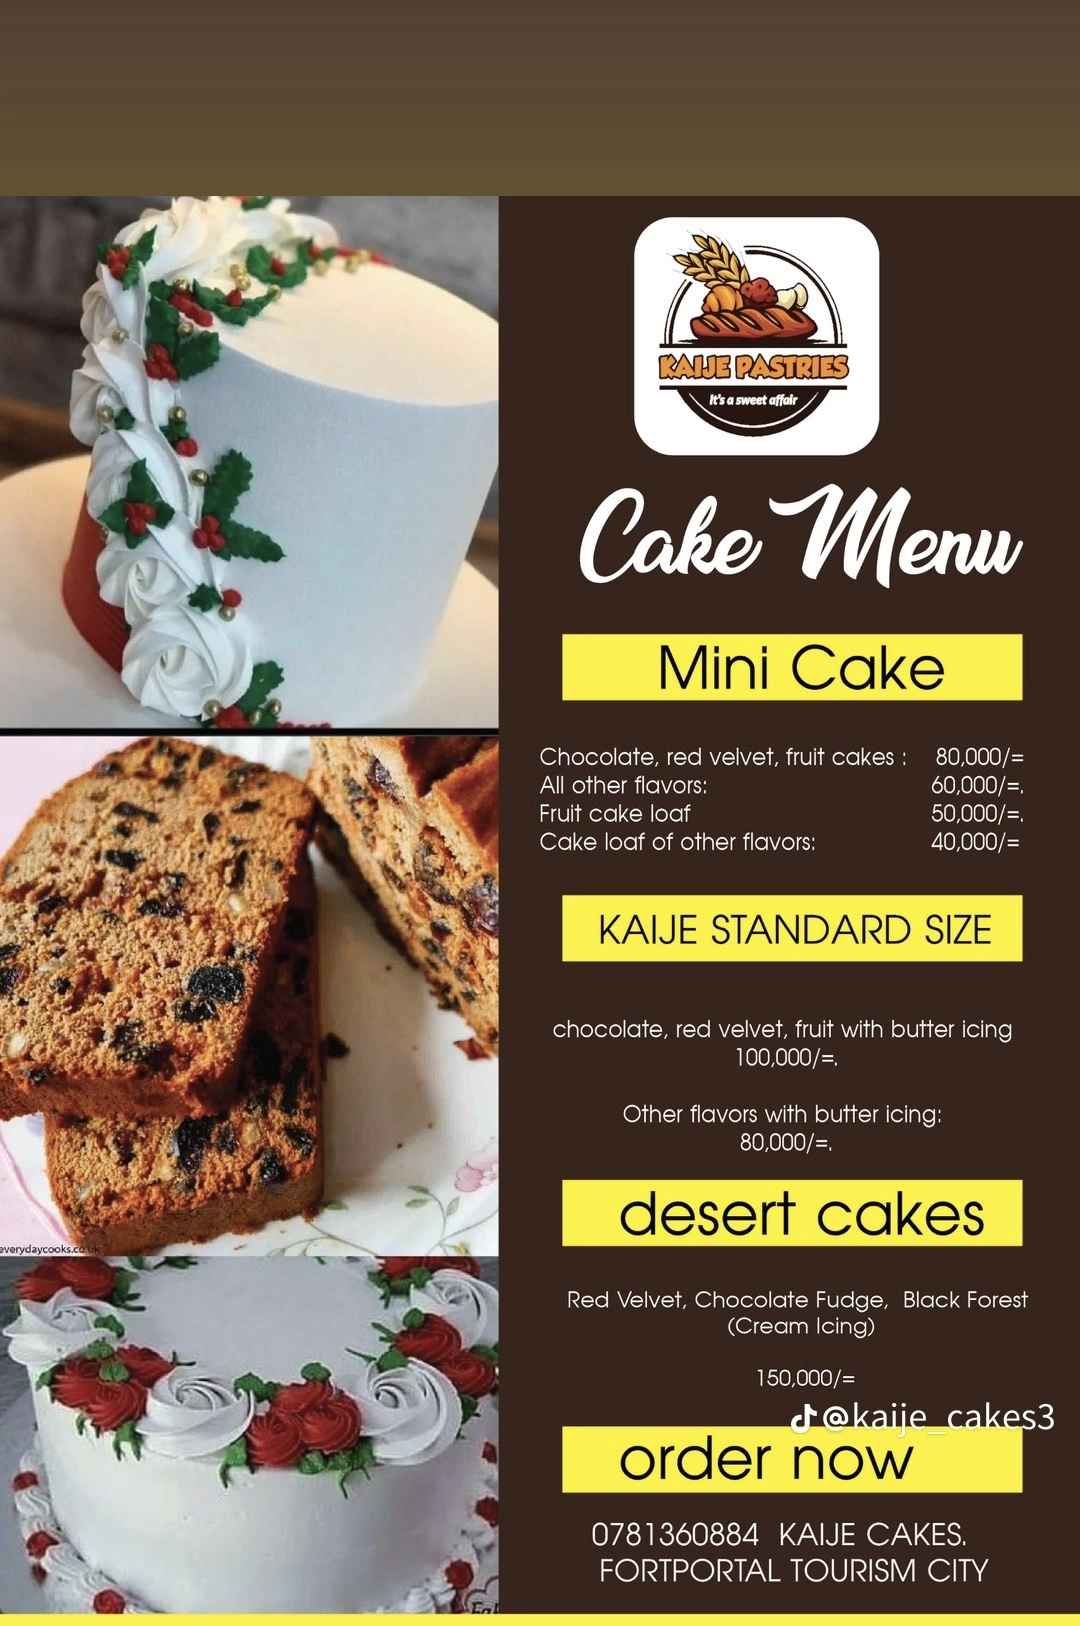 KAIJE PASTRIES
It's a sweet affair
Cake Menu
Mini Cake
Chocolate, red velvet, fruit cakes : 80,000/=
All other flavors: 60,000/=.
Fruit cake loaf 50,000/=.
Cake loaf of other flavors: 40,000/=
KAIJE STANDARD SIZE
chocolate, red velvet, fruit with butter icing
100,000/=.
Other flavors with butter icing:
80,000/=.
desert cakes
Red Velvet, Chocolate Fudge, Black Forest
(Cream Icing)
150,000/=
@kaije_cakes3
order now
0781360884 KAIJE CAKES.
FORTPORTAL TOURISM CITY
everydaycooks.co.uk